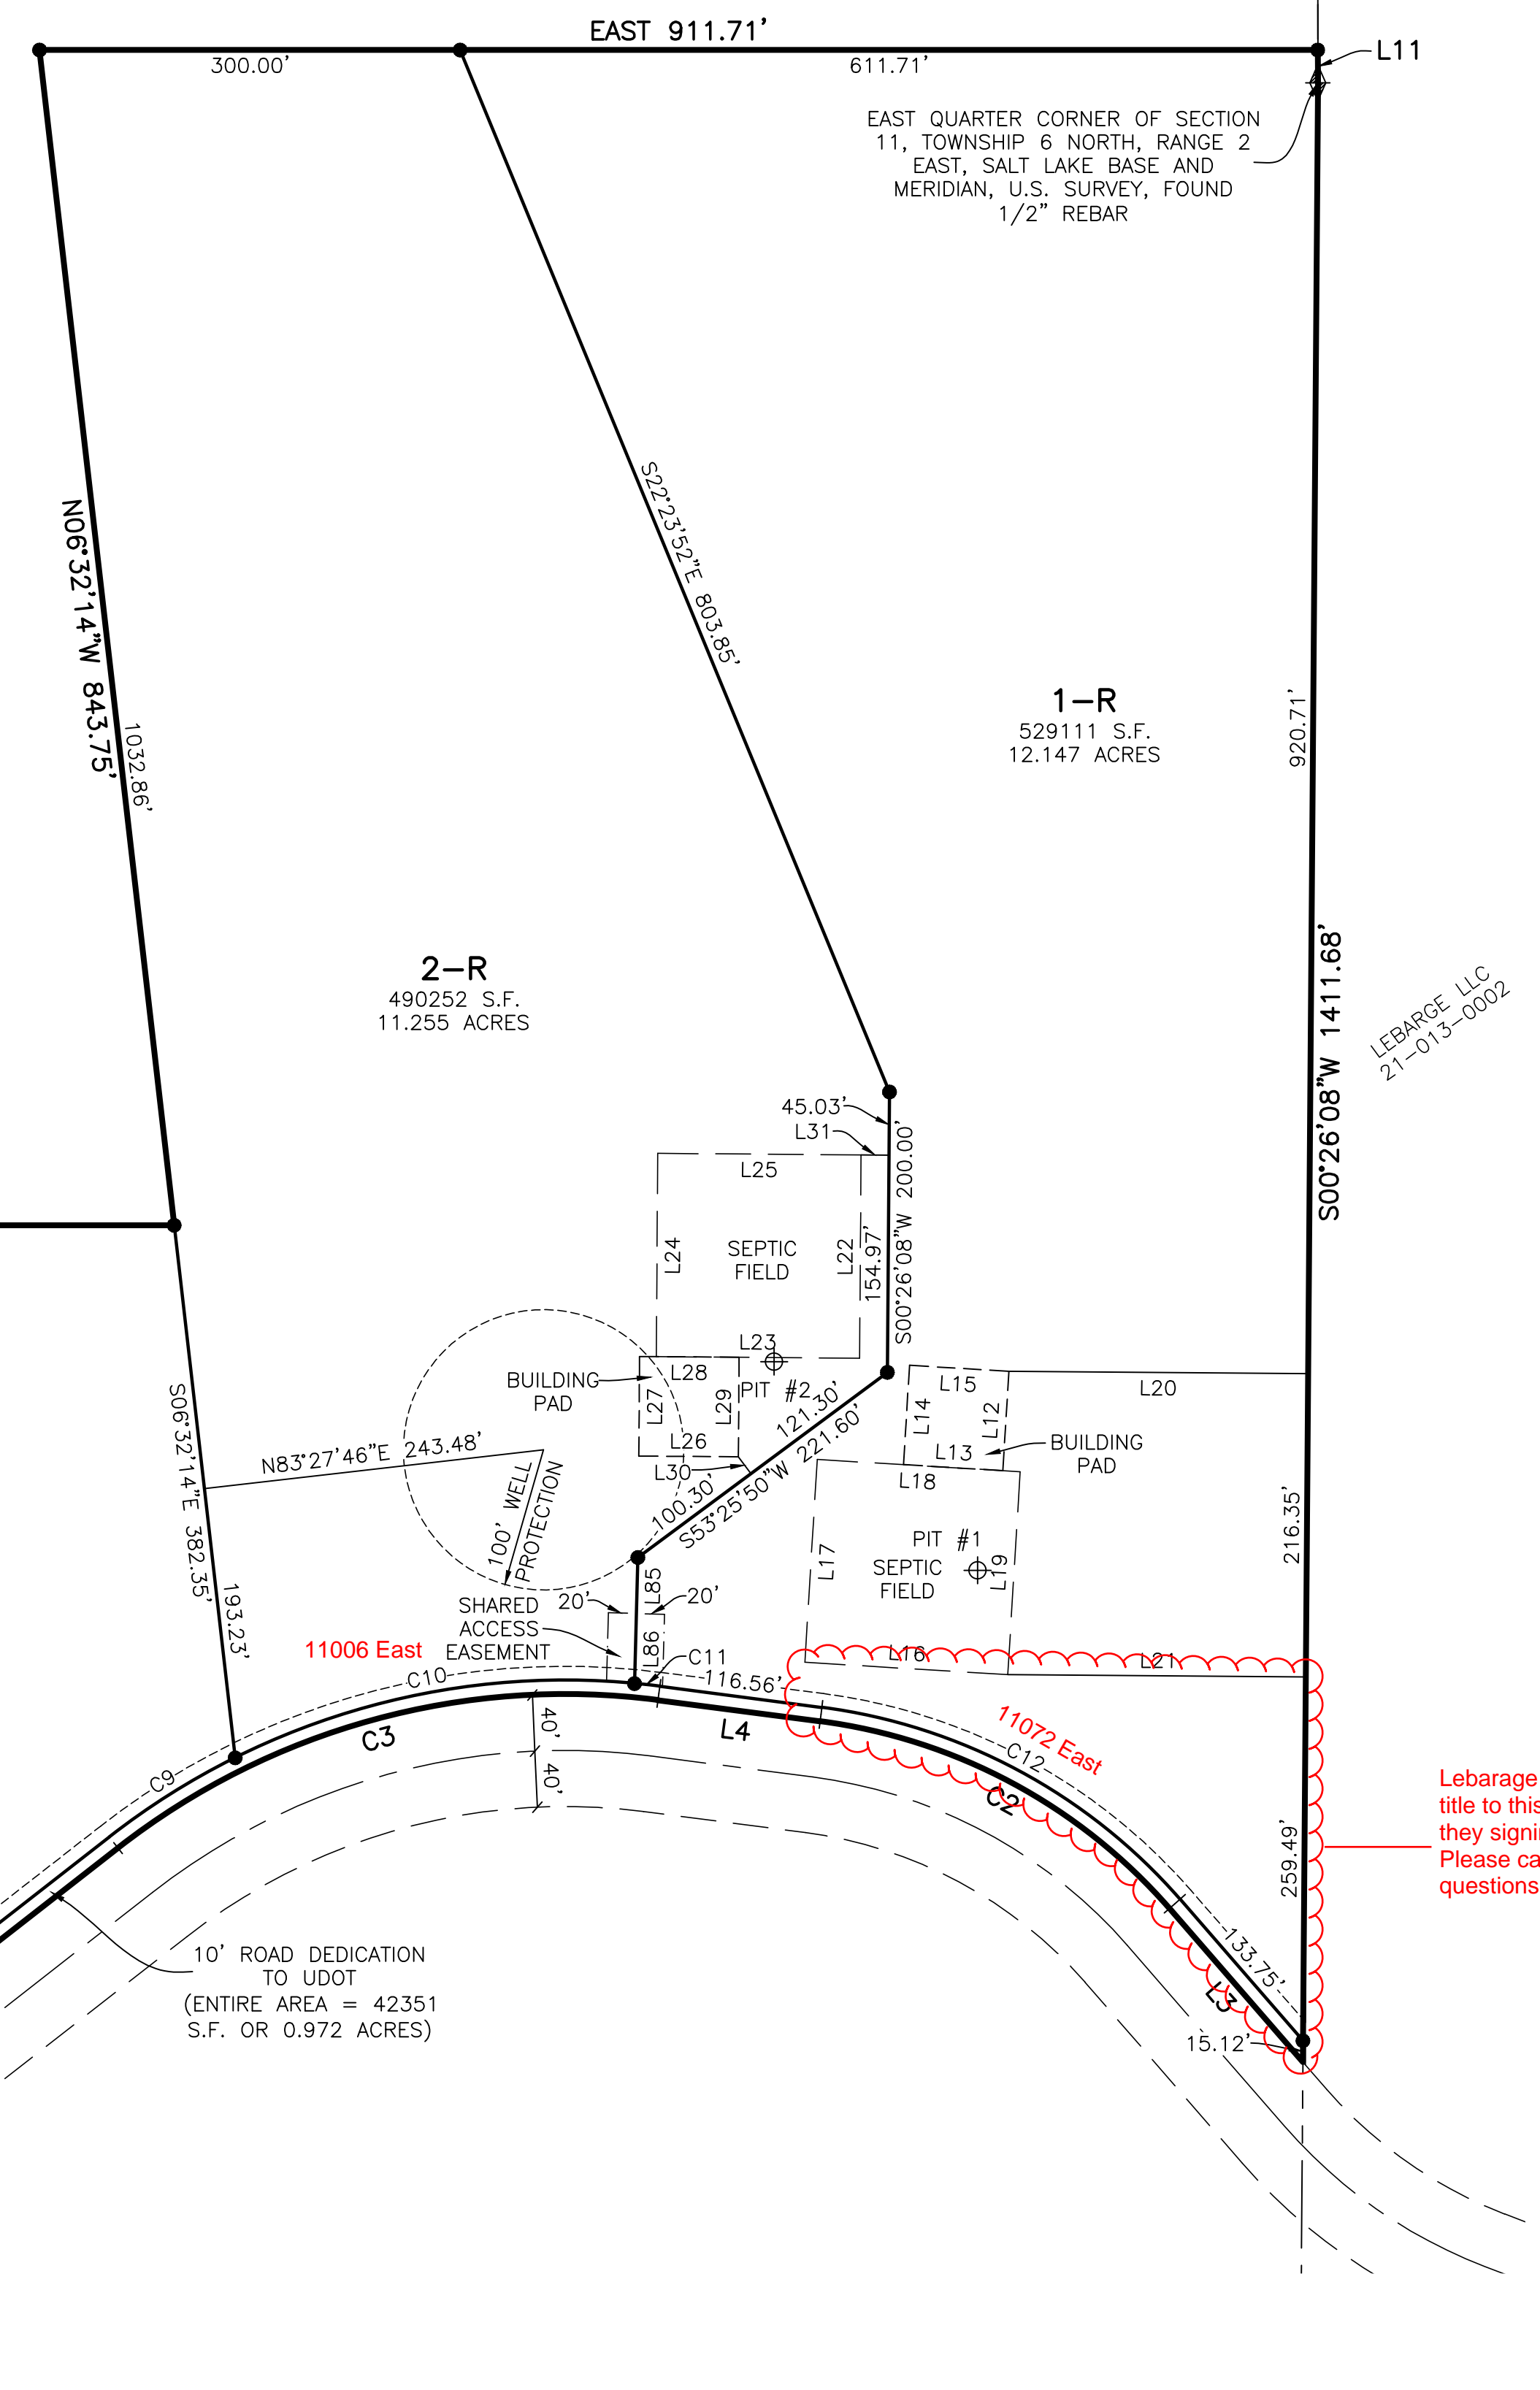 EAST 911.71'
300.00'
611.71'
L11
EAST QUARTER CORNER OF SECTION
11, TOWNSHIP 6 NORTH, RANGE 2
EAST, SALT LAKE BASE AND
MERIDIAN, U.S. SURVEY, FOUND
1/2" REBAR
N06°32'14"W 843.75'
1032.86'
S22°23'52"E 803.85'
1-R
529111 S.F.
12.147 ACRES
920.71'
S00°26'08"W 1411.68'
LEBARGE LLC
21-013-0002
2-R
490252 S.F.
11.255 ACRES
45.03'
L31
S00°26'08"W 200.00'
154.97'
L25
L24
SEPTIC
FIELD
L22
L23
PIT #2
BUILDING
PAD
L28
L27
L29
L26
L30
121.30'
100.30'
S53°25'50"W 221.60'
L15
L14
L12
L13
L20
BUILDING
PAD
L18
L17
PIT #1
SEPTIC
FIELD
L19
L16
L21
216.35'
N83°27'46"E 243.48'
100' WELL
PROTECTION
S06°32'14"E 382.35'
193.23'
SHARED
ACCESS
EASEMENT
20'
20'
L85
L86
C11
11006 East
C10
116.56'
C9
C3
40'
40'
L4
11072 East
C12
C2
259.49'
133.75'
L3
15.12'
Lebarage
title to this
they signi
Please ca
questions
10' ROAD DEDICATION
TO UDOT
(ENTIRE AREA = 42351
S.F. OR 0.972 ACRES)